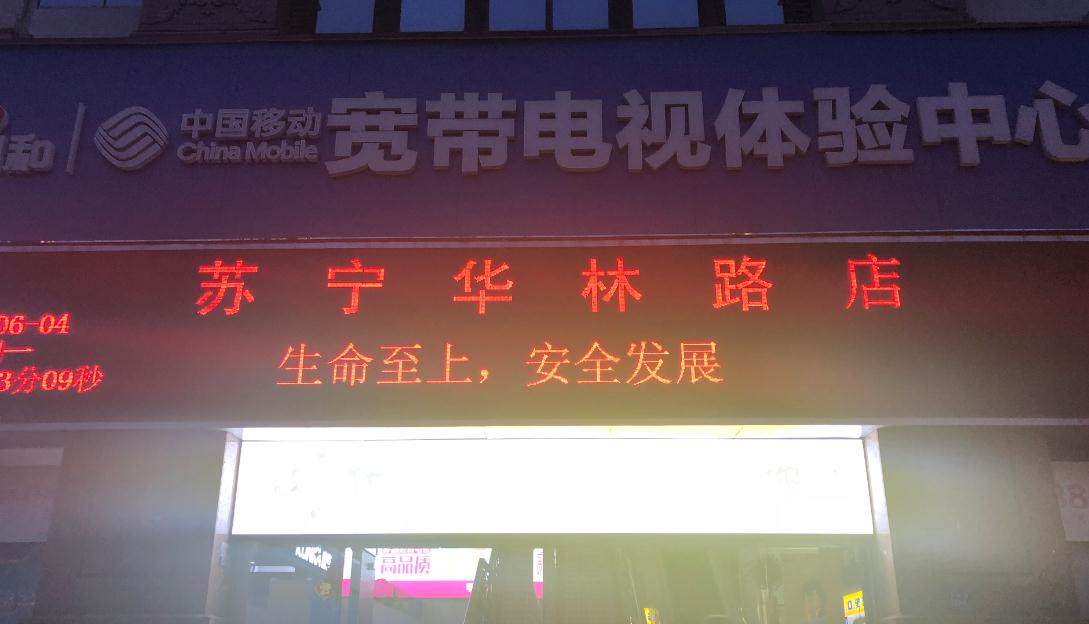 和
中国移动
China Mobile
宽带电视体验中心
苏宁华林路店
06-04
一
3分09秒
生命至上，安全发展
高品质